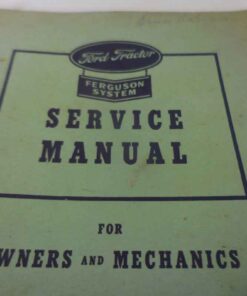 Ford Tractor
FERGUSON
SYSTEM
SERVICE
MANUAL
FOR
WNERS AND MECHANICS